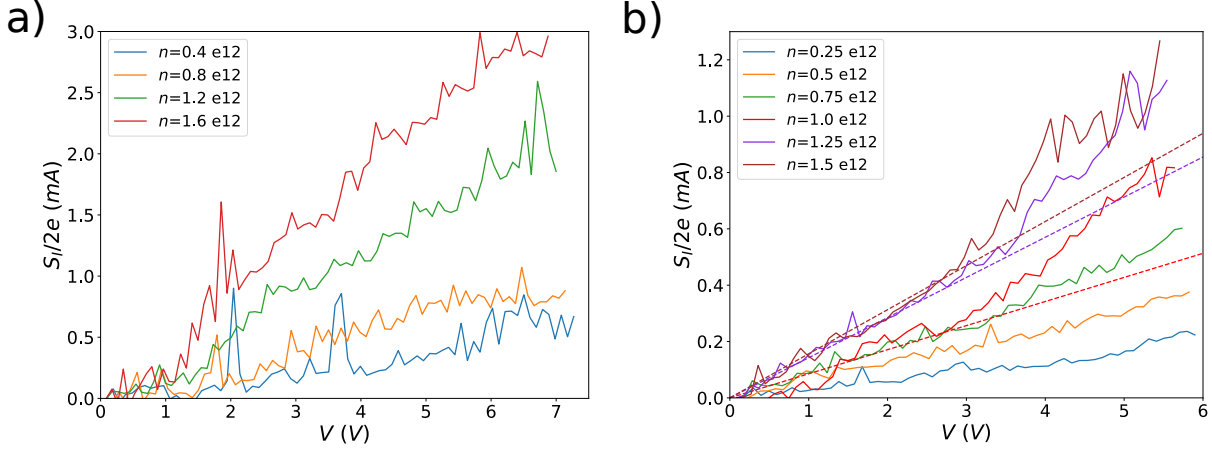 a)
3.0
2.5
2.0
1.5
1.0
0.5
0.0
0
1
2
3
4
5
6
7
V (V)
S_I/2e (mA)
n=0.4 e12
n=0.8 e12
n=1.2 e12
n=1.6 e12
b)
1.2
1.0
0.8
0.6
0.4
0.2
0.0
0
1
2
3
4
5
6
V (V)
S_I/2e (mA)
n=0.25 e12
n=0.5 e12
n=0.75 e12
n=1.0 e12
n=1.25 e12
n=1.5 e12